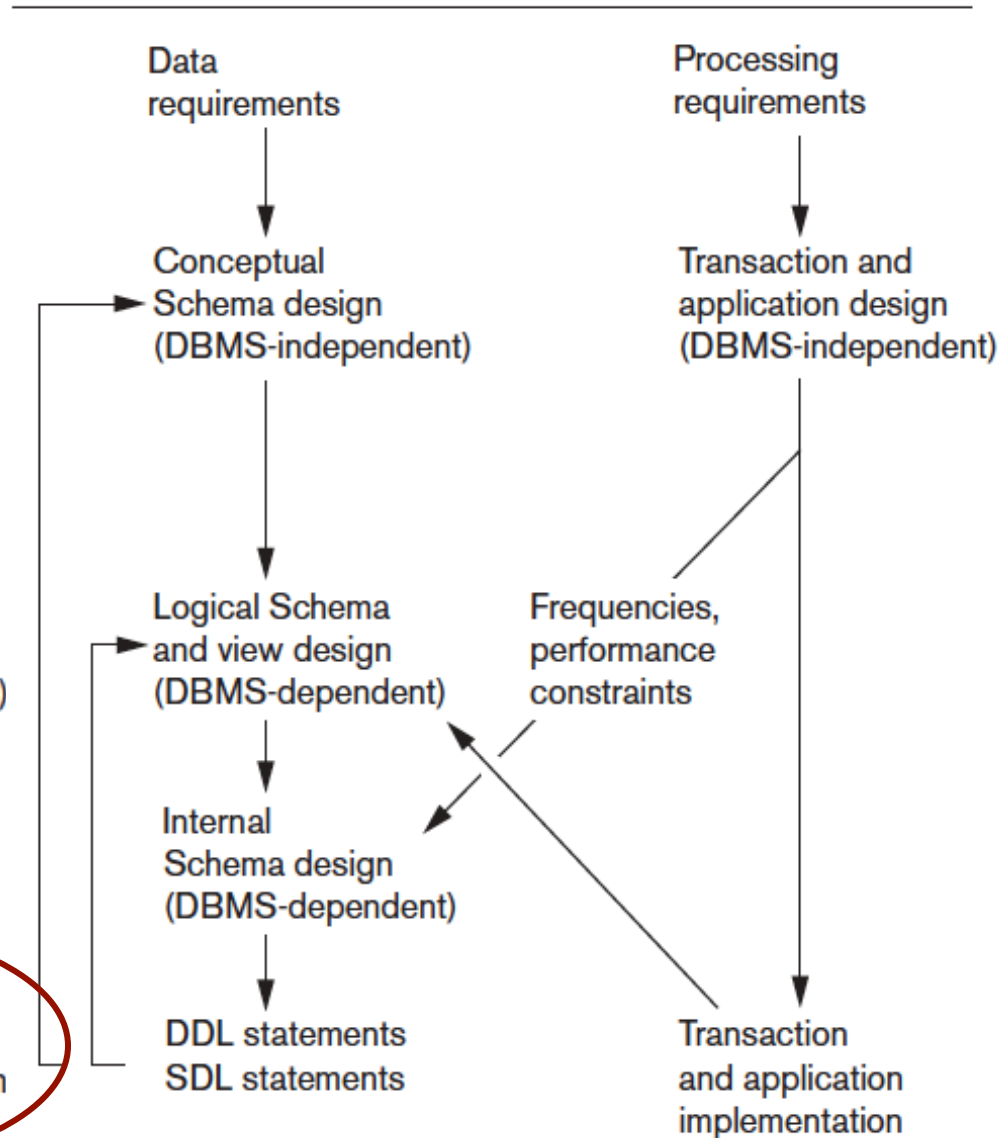 Data
requirements
Processing
requirements
Conceptual
Schema design
(DBMS-independent)
Transaction and
application design
(DBMS-independent)
Logical Schema
and view design
(DBMS-dependent)
Frequencies,
performance
constraints
)
Internal
Schema design
(DBMS-dependent)
DDL statements
SDL statements
Transaction
and application
implementation